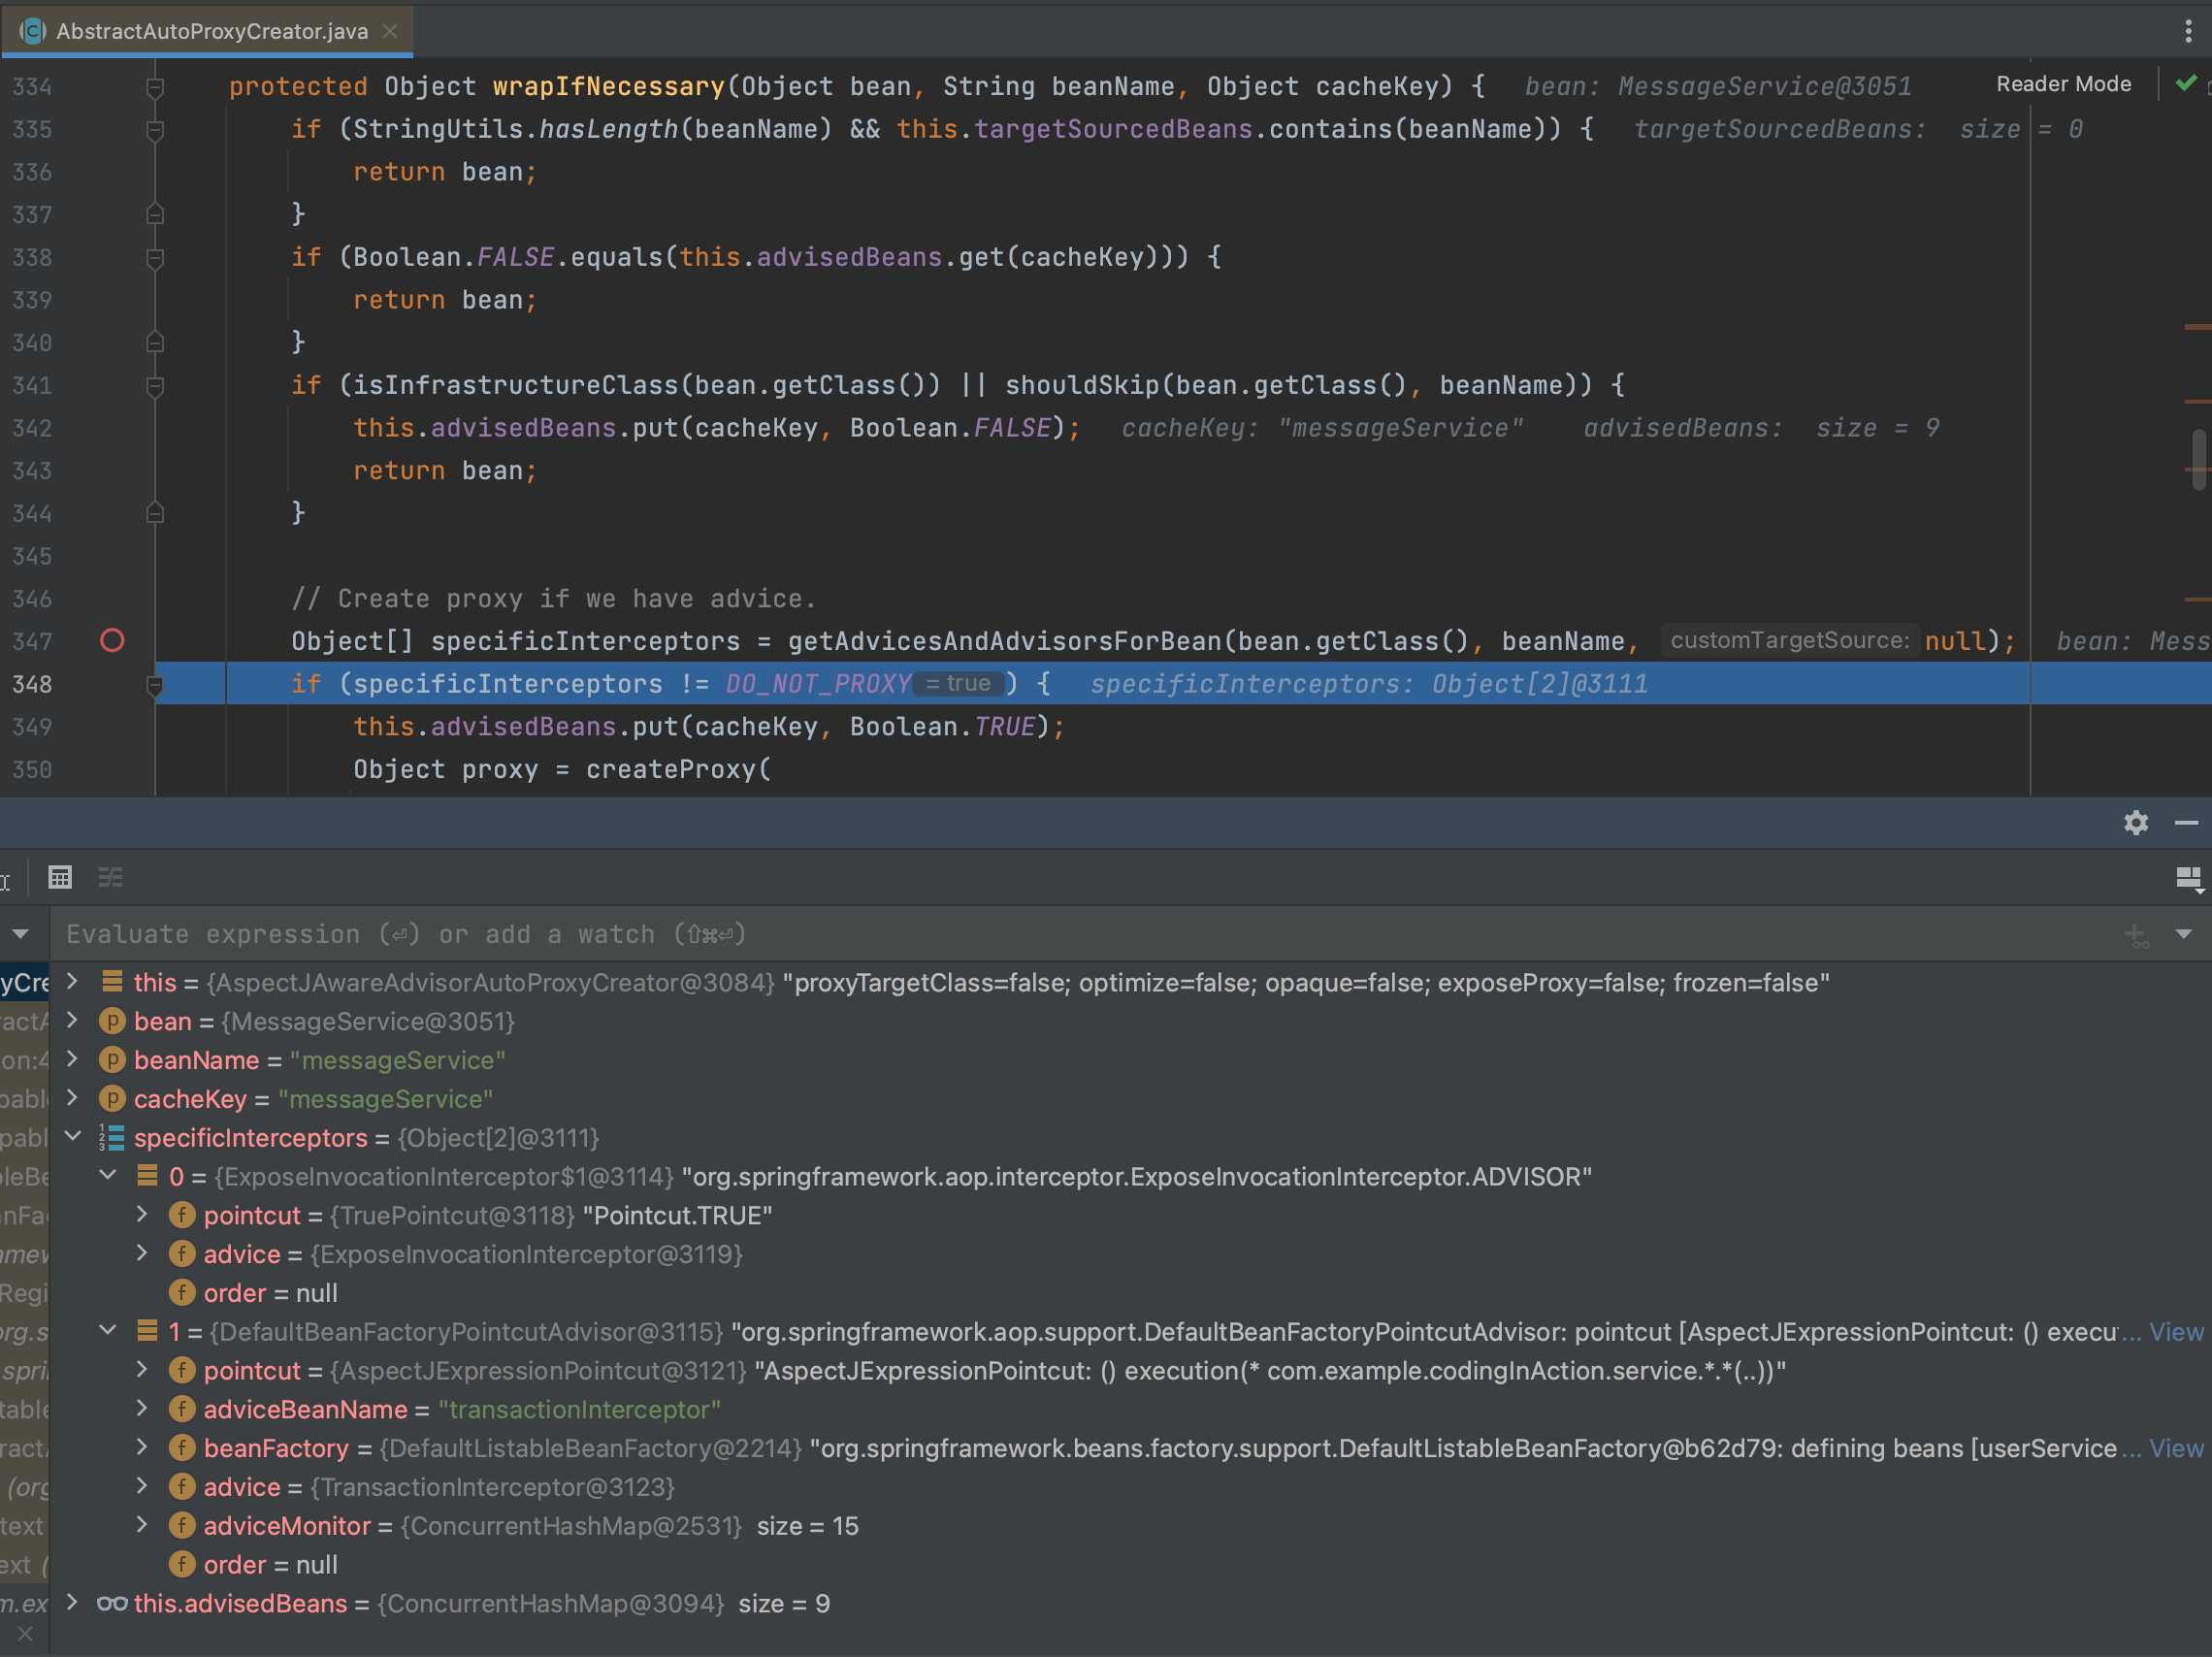 AbstractAutoProxyCreator.java
334 protected Object wrapIfNecessary(Object bean, String beanName, Object cacheKey) { bean: MessageService@3051 Reader Mode
335 if (StringUtils.hasLength(beanName) && this.targetSourcedBeans.contains(beanName)) { targetSourcedBeans: size = 0
336 return bean;
337 }
338 if (Boolean.FALSE.equals(this.advisedBeans.get(cacheKey))) {
339 return bean;
340 }
341 if (isInfrastructureClass(bean.getClass()) || shouldSkip(bean.getClass(), beanName)) {
342 this.advisedBeans.put(cacheKey, Boolean.FALSE); cacheKey: "messageService" advisedBeans: size = 9
343 return bean;
344 }
345
346 // Create proxy if we have advice.
347 Object[] specificInterceptors = getAdvicesAndAdvisorsForBean(bean.getClass(), beanName, customTargetSource: null); bean: Mess
348 if (specificInterceptors != DO_NOT_PROXY = true ) { specificInterceptors: Object[2]@3111
349 this.advisedBeans.put(cacheKey, Boolean.TRUE);
350 Object proxy = createProxy(
Evaluate expression (⏎) or add a watch (⇧⌘⏎)
yCre this = {AspectJAwareAdvisorAutoProxyCreator@3084} "proxyTargetClass=false; optimize=false; opaque=false; exposeProxy=false; frozen=false"
ractA bean = {MessageService@3051}
on:4 beanName = "messageService"
pabl cacheKey = "messageService"
pabl specificInterceptors = {Object[2]@3111}
leBe 0 = {ExposeInvocationInterceptor$1@3114} "org.springframework.aop.interceptor.ExposeInvocationInterceptor.ADVISOR"
anFa pointcut = {TruePointcut@3118} "Pointcut.TRUE"
amew advice = {ExposeInvocationInterceptor@3119}
Regi order = null
org.s 1 = {DefaultBeanFactoryPointcutAdvisor@3115} "org.springframework.aop.support.DefaultBeanFactoryPointcutAdvisor: pointcut [AspectJExpressionPointcut: () execu... View
spri pointcut = {AspectJExpressionPointcut@3121} "AspectJExpressionPointcut: () execution(* com.example.codingInAction.service.*.*(..))"
table adviceBeanName = "transactionInterceptor"
ractA beanFactory = {DefaultListableBeanFactory@2214} "org.springframework.beans.factory.support.DefaultListableBeanFactory@b62d79: defining beans [userService... View
(org advice = {TransactionInterceptor@3123}
text adviceMonitor = {ConcurrentHashMap@2531} size = 15
ext ( order = null
m.ex this.advisedBeans = {ConcurrentHashMap@3094} size = 9